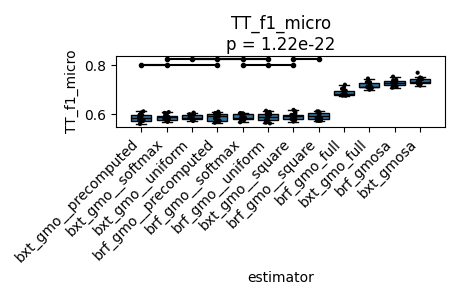 TT_f1_micro
p = 1.22e-22
TT_f1_micro
0.8
0.6
bxt_gmo__precomputed
bxt_gmo__softmax
bxt_gmo__uniform
brf_gmo__precomputed
brf_gmo__softmax
brf_gmo__uniform
bxt_gmo__square
brf_gmo__square
brf_gmo_full
bxt_gmo_full
brf_gmosa
bxt_gmosa
estimator